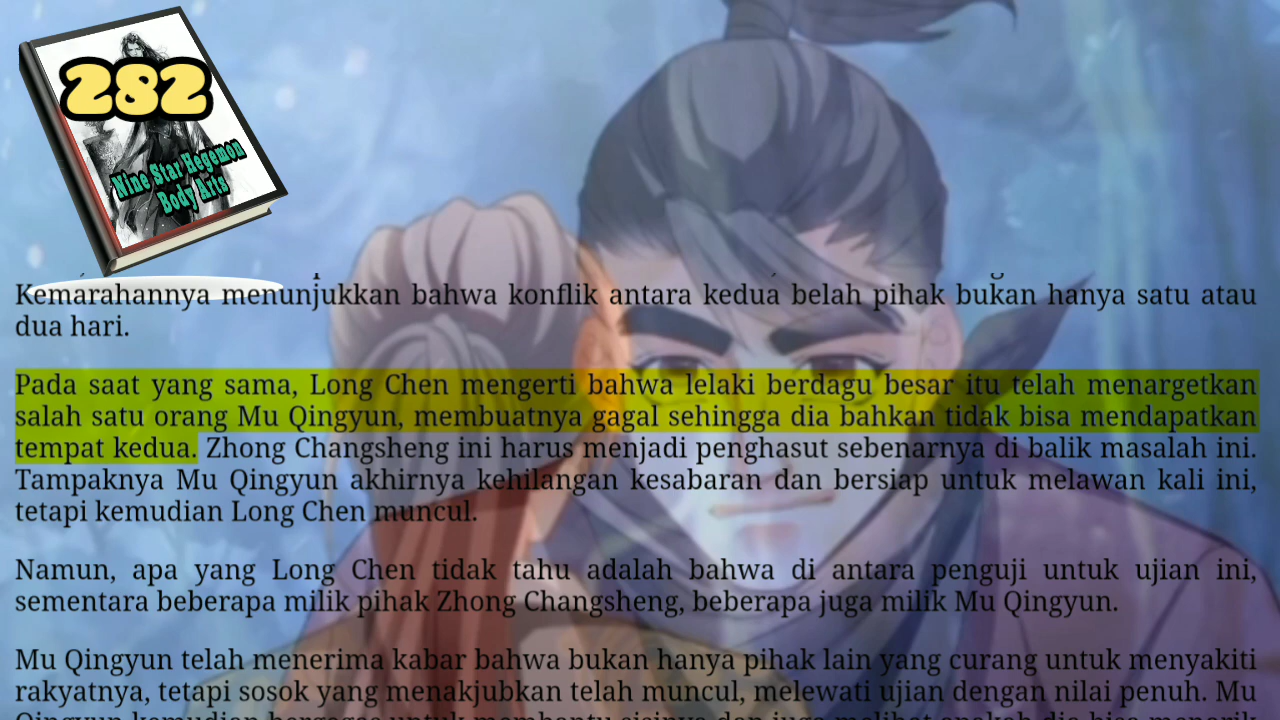 282
Nine Star Hegemon
Body Arts
Kemarahannya menunjukkan bahwa konflik antara kedua belah pihak bukan hanya satu atau
dua hari.
Pada saat yang sama, Long Chen mengerti bahwa lelaki berdagu besar itu telah menargetkan
salah satu orang Mu Qingyun, membuatnya gagal sehingga dia bahkan tidak bisa mendapatkan
tempat kedua. Zhong Changsheng ini harus menjadi penghasut sebenarnya di balik masalah ini.
Tampaknya Mu Qingyun akhirnya kehilangan kesabaran dan bersiap untuk melawan kali ini,
tetapi kemudian Long Chen muncul.
Namun, apa yang Long Chen tidak tahu adalah bahwa di antara penguji untuk ujian ini,
sementara beberapa milik pihak Zhong Changsheng, beberapa juga milik Mu Qingyun.
Mu Qingyun telah menerima kabar bahwa bukan hanya pihak lain yang curang untuk menyakiti
rakyatnya, tetapi sosok yang menakjubkan telah muncul, melewati ujian dengan nilai penuh. Mu